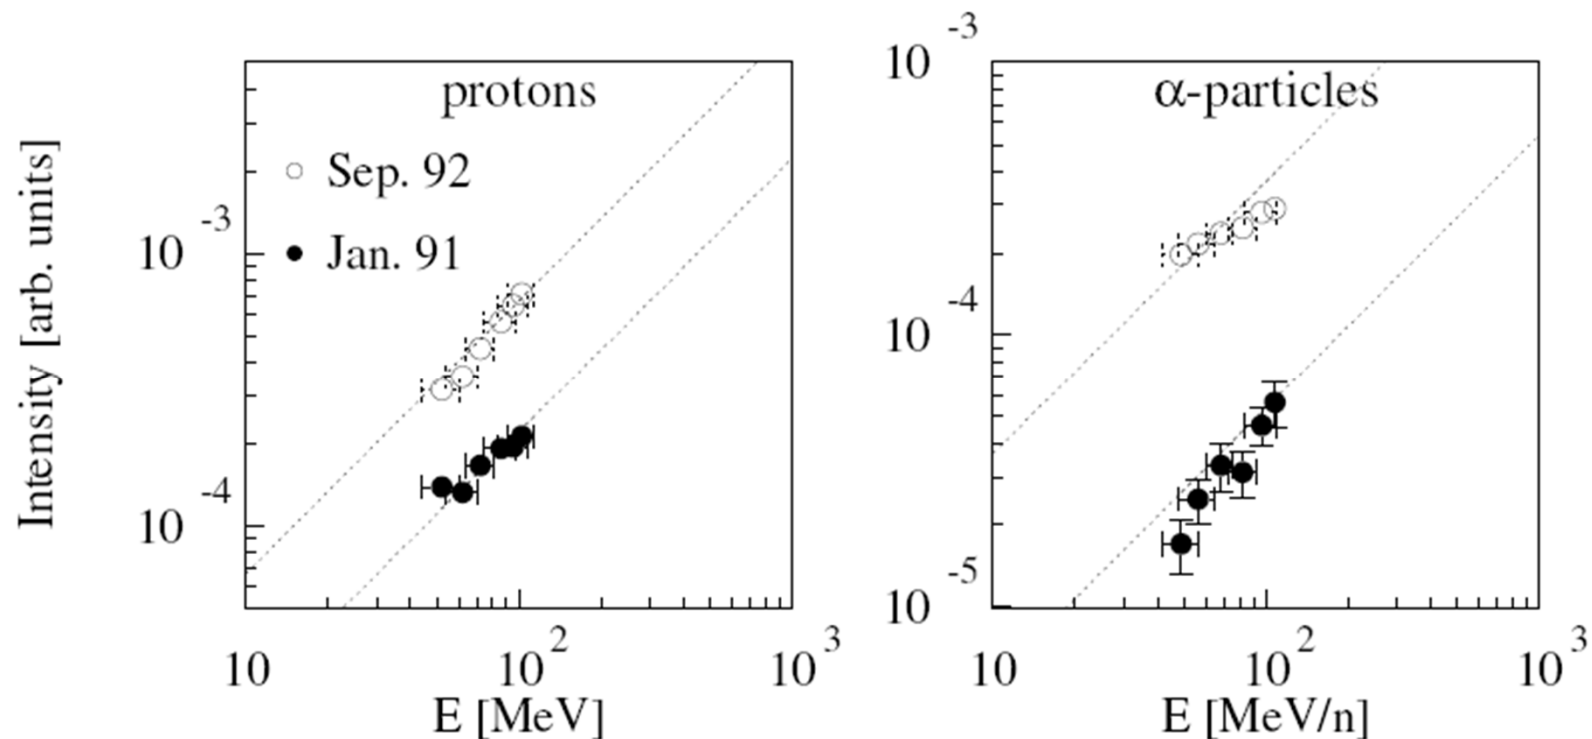 Intensity [arb. units]
protons
Sep. 92
Jan. 91
10 -3
10 -4
10
10 2
10 3
E [MeV]
α-particles
10 -3
10 -4
10 -5
10
10 2
10 3
E [MeV/n]